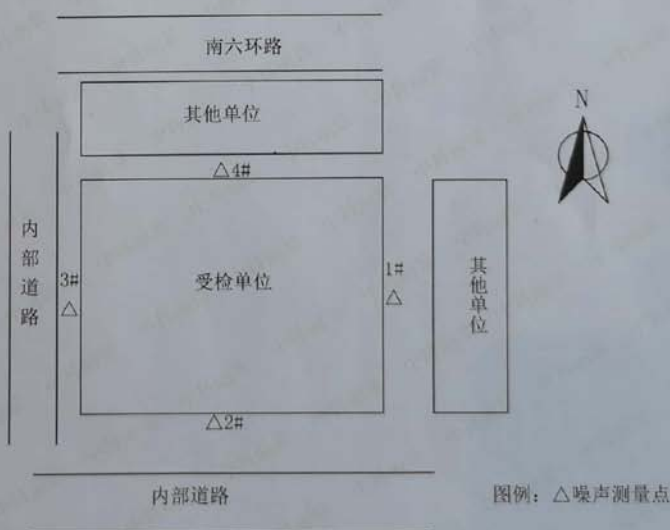 南六环路
其他单位
N
△4#
内部道路
3#
△
受检单位
1#
△
其他单位
△2#
内部道路
图例：△噪声测量点